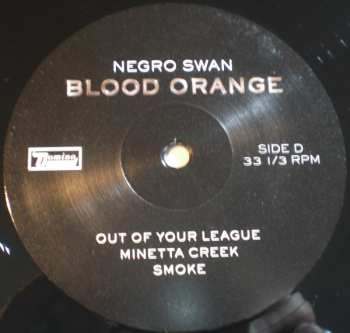 NEGRO SWAN
BLOOD ORANGE
Domino
SIDE D
33 1/3 RPM
OUT OF YOUR LEAGUE
MINETTA CREEK
SMOKE